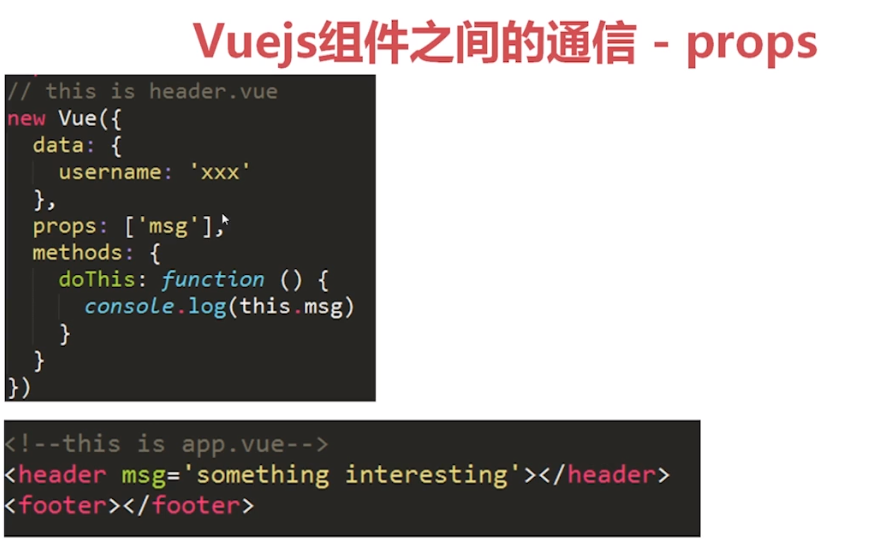 Vuejs组件之间的通信 - props
// this is header.vue
new Vue({
  data: {
    username: 'xxx'
  },
  props: ['msg'],
  methods: {
    doThis: function () {
      console.log(this.msg)
    }
  }
})
<!--this is app.vue-->
<header msg='something interesting'></header>
<footer></footer>